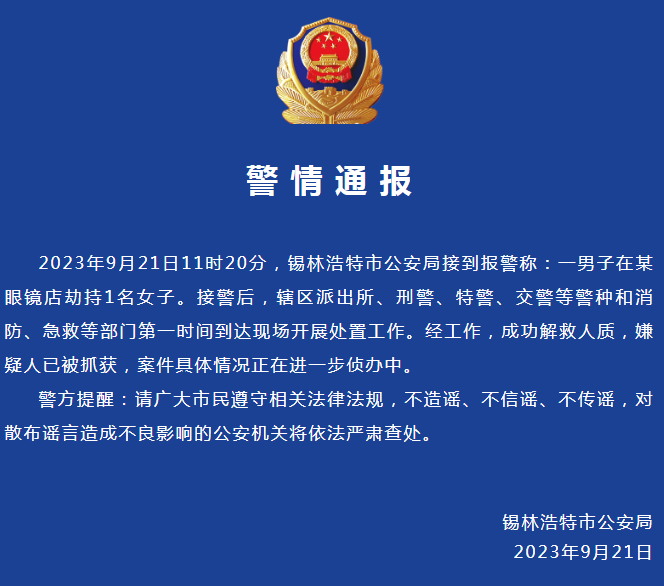 警情通报
2023年9月21日11时20分，锡林浩特市公安局接到报警称：一男子在某
眼镜店劫持1名女子。接警后，辖区派出所、刑警、特警、交警等警种和消
防、急救等部门第一时间到达现场开展处置工作。经工作，成功解救人质，嫌
疑人已被抓获，案件具体情况正在进一步侦办中。
警方提醒：请广大市民遵守相关法律法规，不造谣、不信谣、不传谣，对
散布谣言造成不良影响的公安机关将依法严肃查处。
锡林浩特市公安局
2023年9月21日